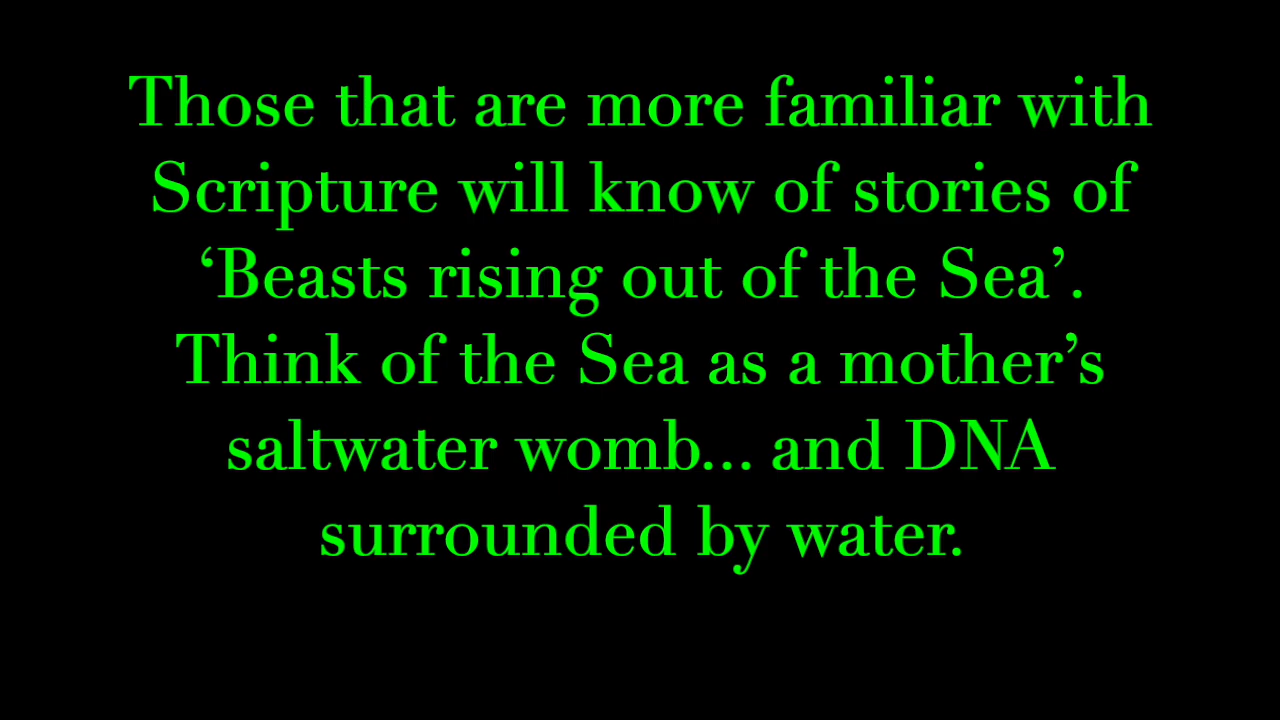 Those that are more familiar with
Scripture will know of stories of
‘Beasts rising out of the Sea’.
Think of the Sea as a mother’s
saltwater womb... and DNA
surrounded by water.